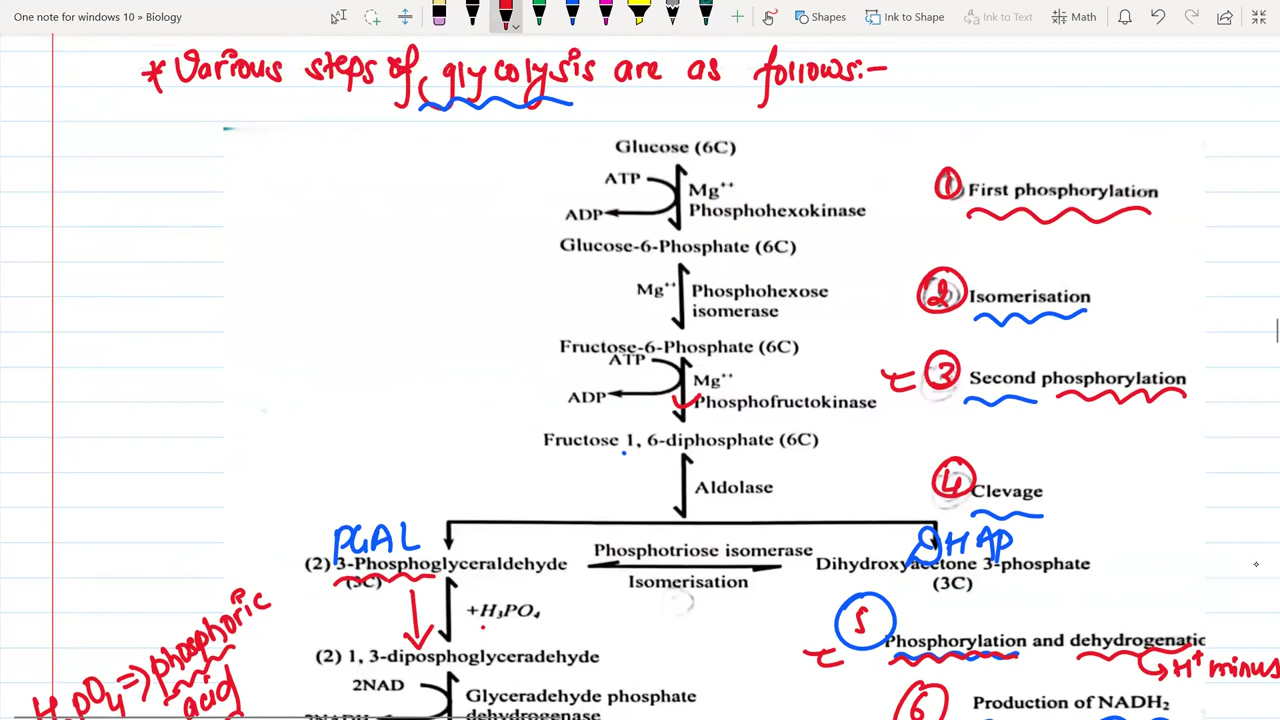 for windows 10 » Biology
Shapes
Ink to Shape
Ink to Text
Math
* Various steps of glycolysis are as follows:-
Glucose (6C)
ATP
Mg++
ADP
Phosphohexokinase
① First phosphorylation
Glucose-6-Phosphate (6C)
Mg++
Phosphohexose
isomerase
② Isomerisation
Fructose-6-Phosphate (6C)
ATP
Mg++
ADP
Phosphofructokinase
③ Second phosphorylation
Fructose 1, 6-diphosphate (6C)
Aldolase
④ Clevage
PGAL
DHAP
(2) 3-Phosphoglyceraldehyde
(3C)
Phosphotriose isomerase
Isomerisation
Dihydroxyacetone 3-phosphate
(3C)
+H₃PO₄
5 Phosphorylation and dehydrogenatic
H⁺ minus
(2) 1, 3-diposphoglyceradehyde
phosphoric
acid
2NAD
Glyceradehyde phosphate
dehydrogenase
6 Production of NADH₂